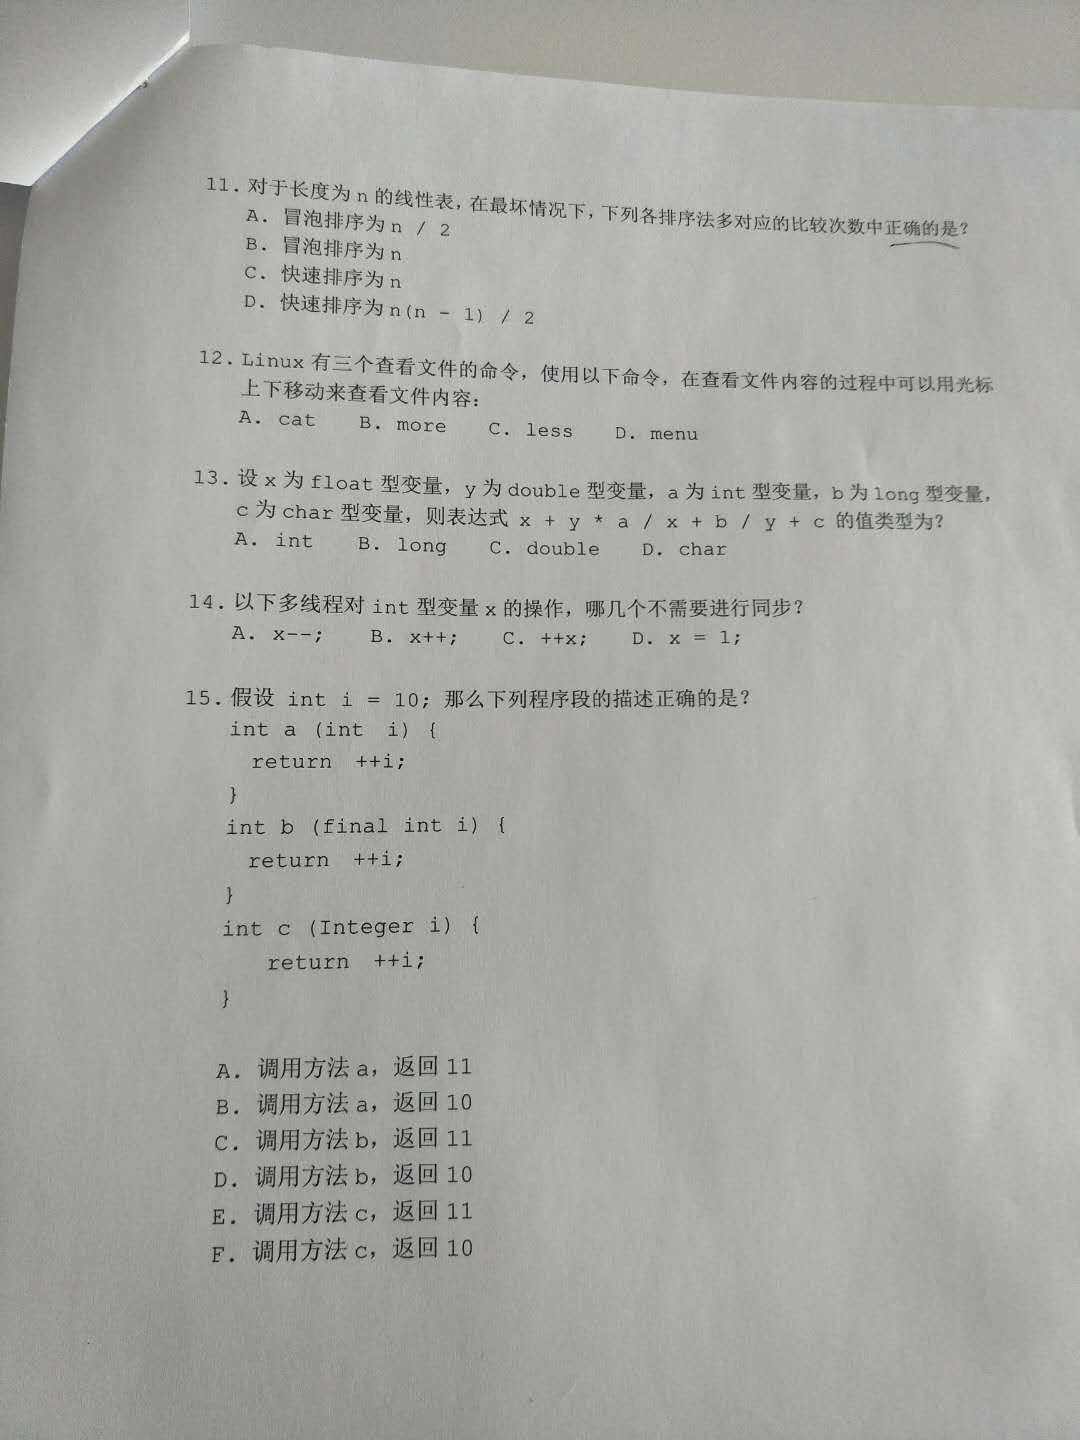 11. 对于长度为 n 的线性表, 在最坏情况下, 下列各排序法多对应的比较次数中正确的是?
A. 冒泡排序为 n / 2
B. 冒泡排序为 n
C. 快速排序为 n
D. 快速排序为 n(n - 1) / 2
12. Linux 有三个查看文件的命令, 使用以下命令, 在查看文件内容的过程中可以用光标
上下移动来查看文件内容:
A. cat B. more C. less D. menu
13. 设 x 为 float 型变量, y 为 double 型变量, a 为 int 型变量, b 为 long 型变量,
c 为 char 型变量, 则表达式 x + y * a / x + b / y + c 的值类型为?
A. int B. long C. double D. char
14. 以下多线程对 int 型变量 x 的操作, 哪几个不需要进行同步?
A. x--; B. x++; C. ++x; D. x = 1;
15. 假设 int i = 10; 那么下列程序段的描述正确的是?
int a (int i) {
return ++i;
}
int b (final int i) {
return ++i;
}
int c (Integer i) {
return ++i;
}
A. 调用方法 a, 返回 11
B. 调用方法 a, 返回 10
C. 调用方法 b, 返回 11
D. 调用方法 b, 返回 10
E. 调用方法 c, 返回 11
F. 调用方法 c, 返回 10